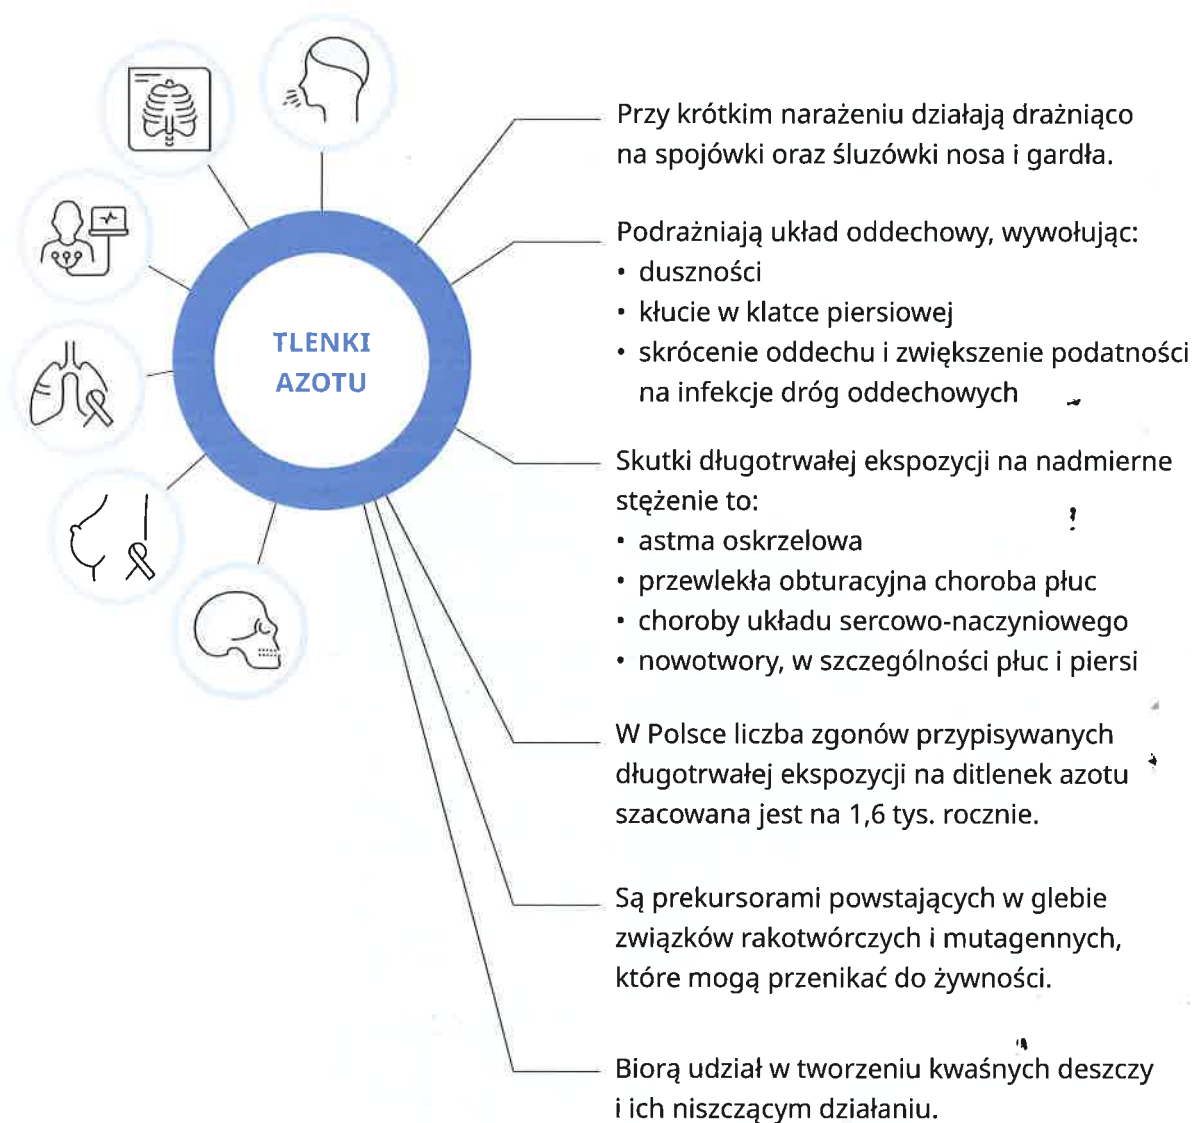 TLENKI
AZOTU
Przy krótkim narażeniu działają drażniąco
na spojówki oraz śluzówki nosa i gardła.
Podrażniają układ oddechowy, wywołując:
• duszności
• kłucie w klatce piersiowej
• skrócenie oddechu i zwiększenie podatności
na infekcje dróg oddechowych
Skutki długotrwałej ekspozycji na nadmierne
stężenie to:
• astma oskrzelowa
• przewlekła obturacyjna choroba płuc
• choroby układu sercowo-naczyniowego
• nowotwory, w szczególności płuc i piersi
W Polsce liczba zgonów przypisywanych
długotrwałej ekspozycji na ditlenek azotu
szacowana jest na 1,6 tys. rocznie.
Są prekursorami powstających w glebie
związków rakotwórczych i mutagennych,
które mogą przenikać do żywności.
Biorą udział w tworzeniu kwaśnych deszczy
i ich niszczącym działaniu.